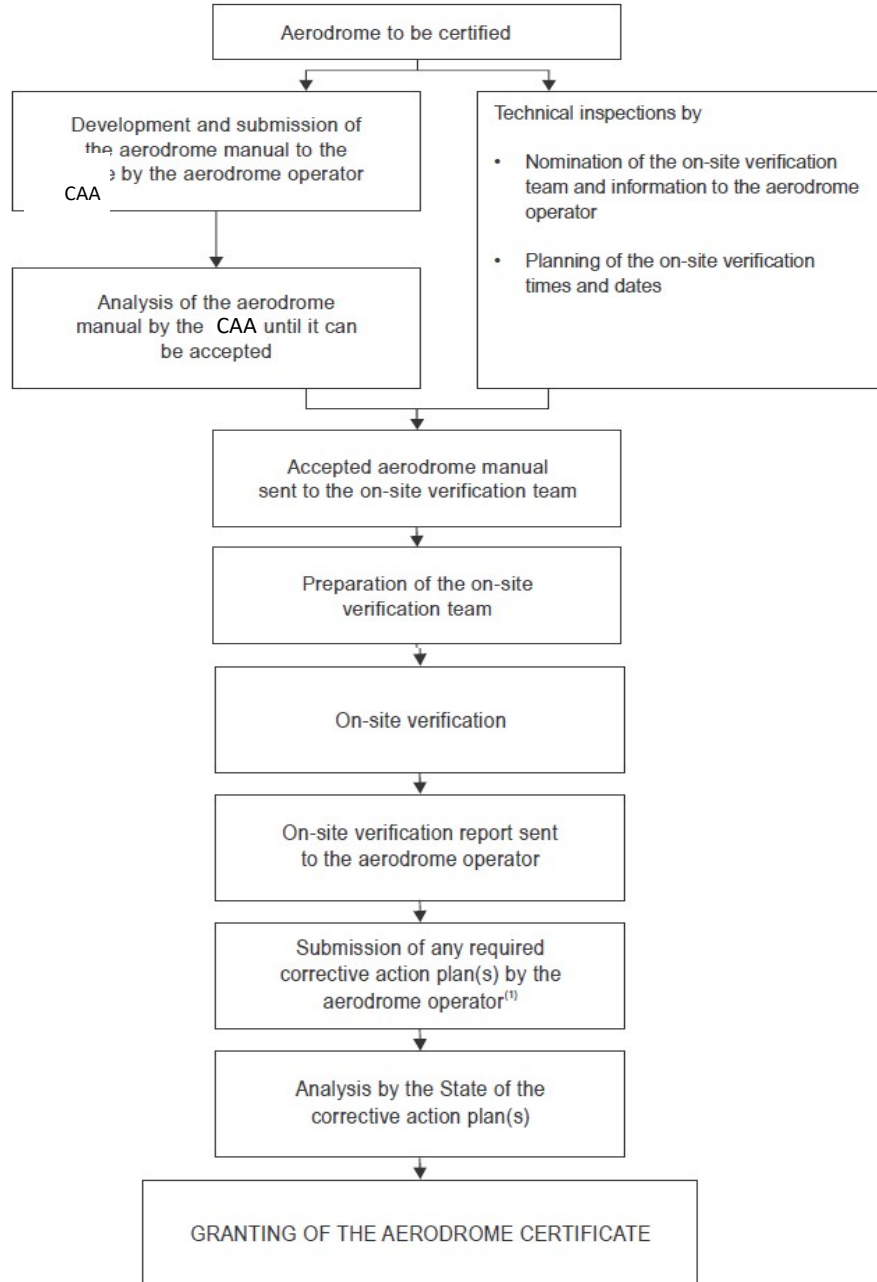 Aerodrome to be certified
Development and submission of
the aerodrome manual to the
e by the aerodrome operator
CAA
Analysis of the aerodrome
manual by the CAA until it can
be accepted
Technical inspections by
• Nomination of the on-site verification
team and information to the aerodrome
operator
• Planning of the on-site verification
times and dates
Accepted aerodrome manual
sent to the on-site verification team
Preparation of the on-site
verification team
On-site verification
On-site verification report sent
to the aerodrome operator
Submission of any required
corrective action plan(s) by the
aerodrome operator(1)
Analysis by the State of the
corrective action plan(s)
GRANTING OF THE AERODROME CERTIFICATE